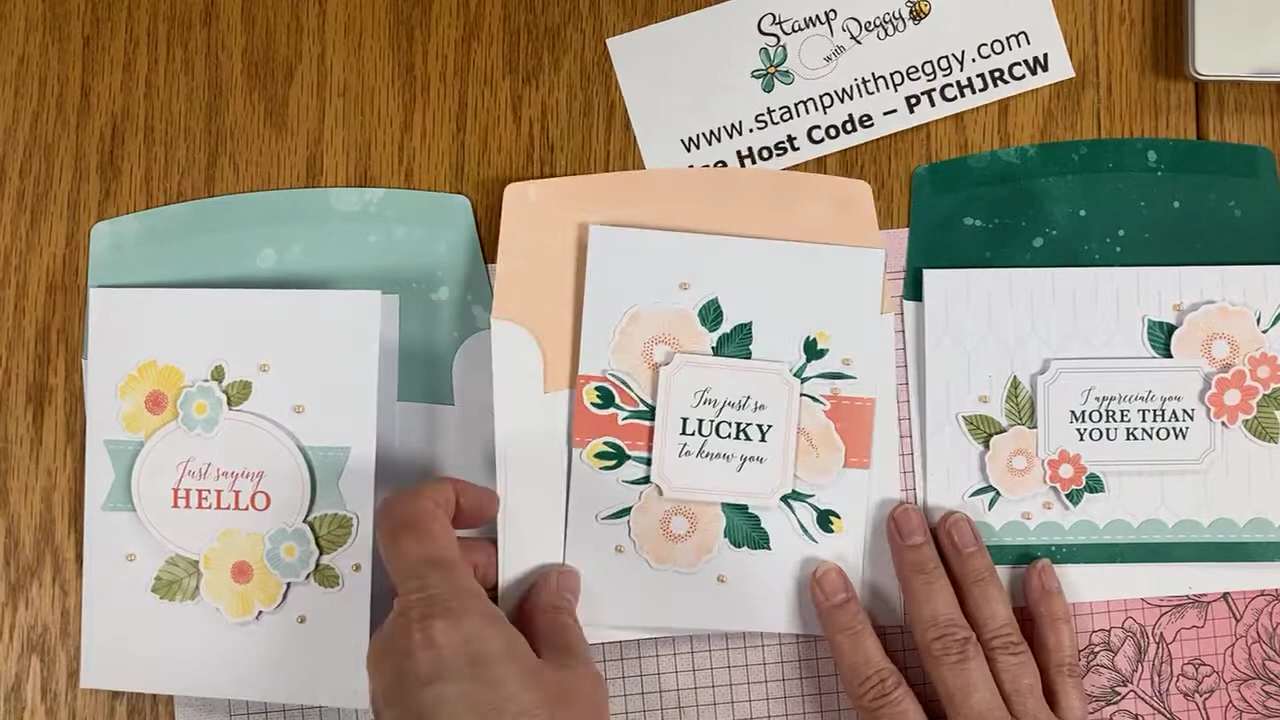 Stamp
with Peggy
www.stampwithpeggy.com
Host Code – PTCHJRCW
Just saying
HELLO
I'm just so
LUCKY
to know you
I appreciate you
MORE THAN
YOU KNOW